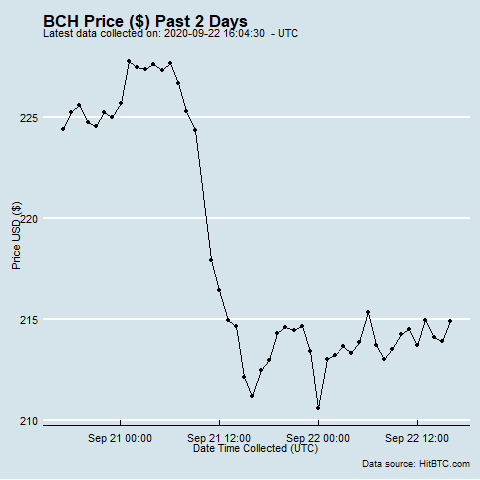 BCH Price ($) Past 2 Days
Latest data collected on: 2020-09-22 16:04:30  - UTC
225
220
215
210
Price USD ($)
Sep 21 00:00 Sep 21 12:00 Sep 22 00:00 Sep 22 12:00
Date Time Collected (UTC)
Data source: HitBTC.com